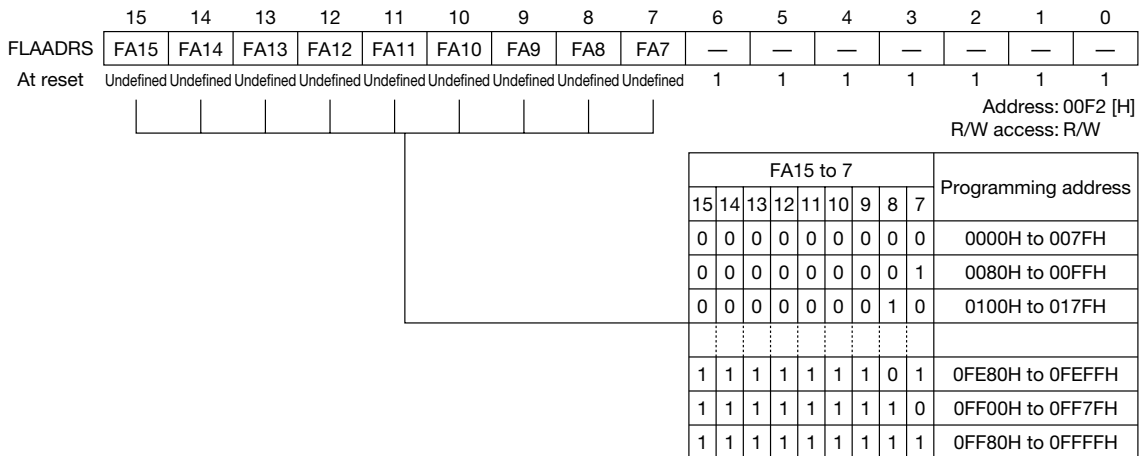 15 14 13 12 11 10 9 8 7 6 5 4 3 2 1 0
FLAADRS FA15 FA14 FA13 FA12 FA11 FA10 FA9 FA8 FA7 — — — — — — —
At reset Undefined Undefined Undefined Undefined Undefined Undefined Undefined Undefined Undefined 1 1 1 1 1 1 1
Address: 00F2 [H]
R/W access: R/W
FA15 to 7 Programming address
15 14 13 12 11 10 9 8 7
0 0 0 0 0 0 0 0 0 0000H to 007FH
0 0 0 0 0 0 0 0 1 0080H to 00FFH
0 0 0 0 0 0 0 1 0 0100H to 017FH
1 1 1 1 1 1 1 0 1 0FE80H to 0FEFFH
1 1 1 1 1 1 1 1 0 0FF00H to 0FF7FH
1 1 1 1 1 1 1 1 1 0FF80H to 0FFFFH